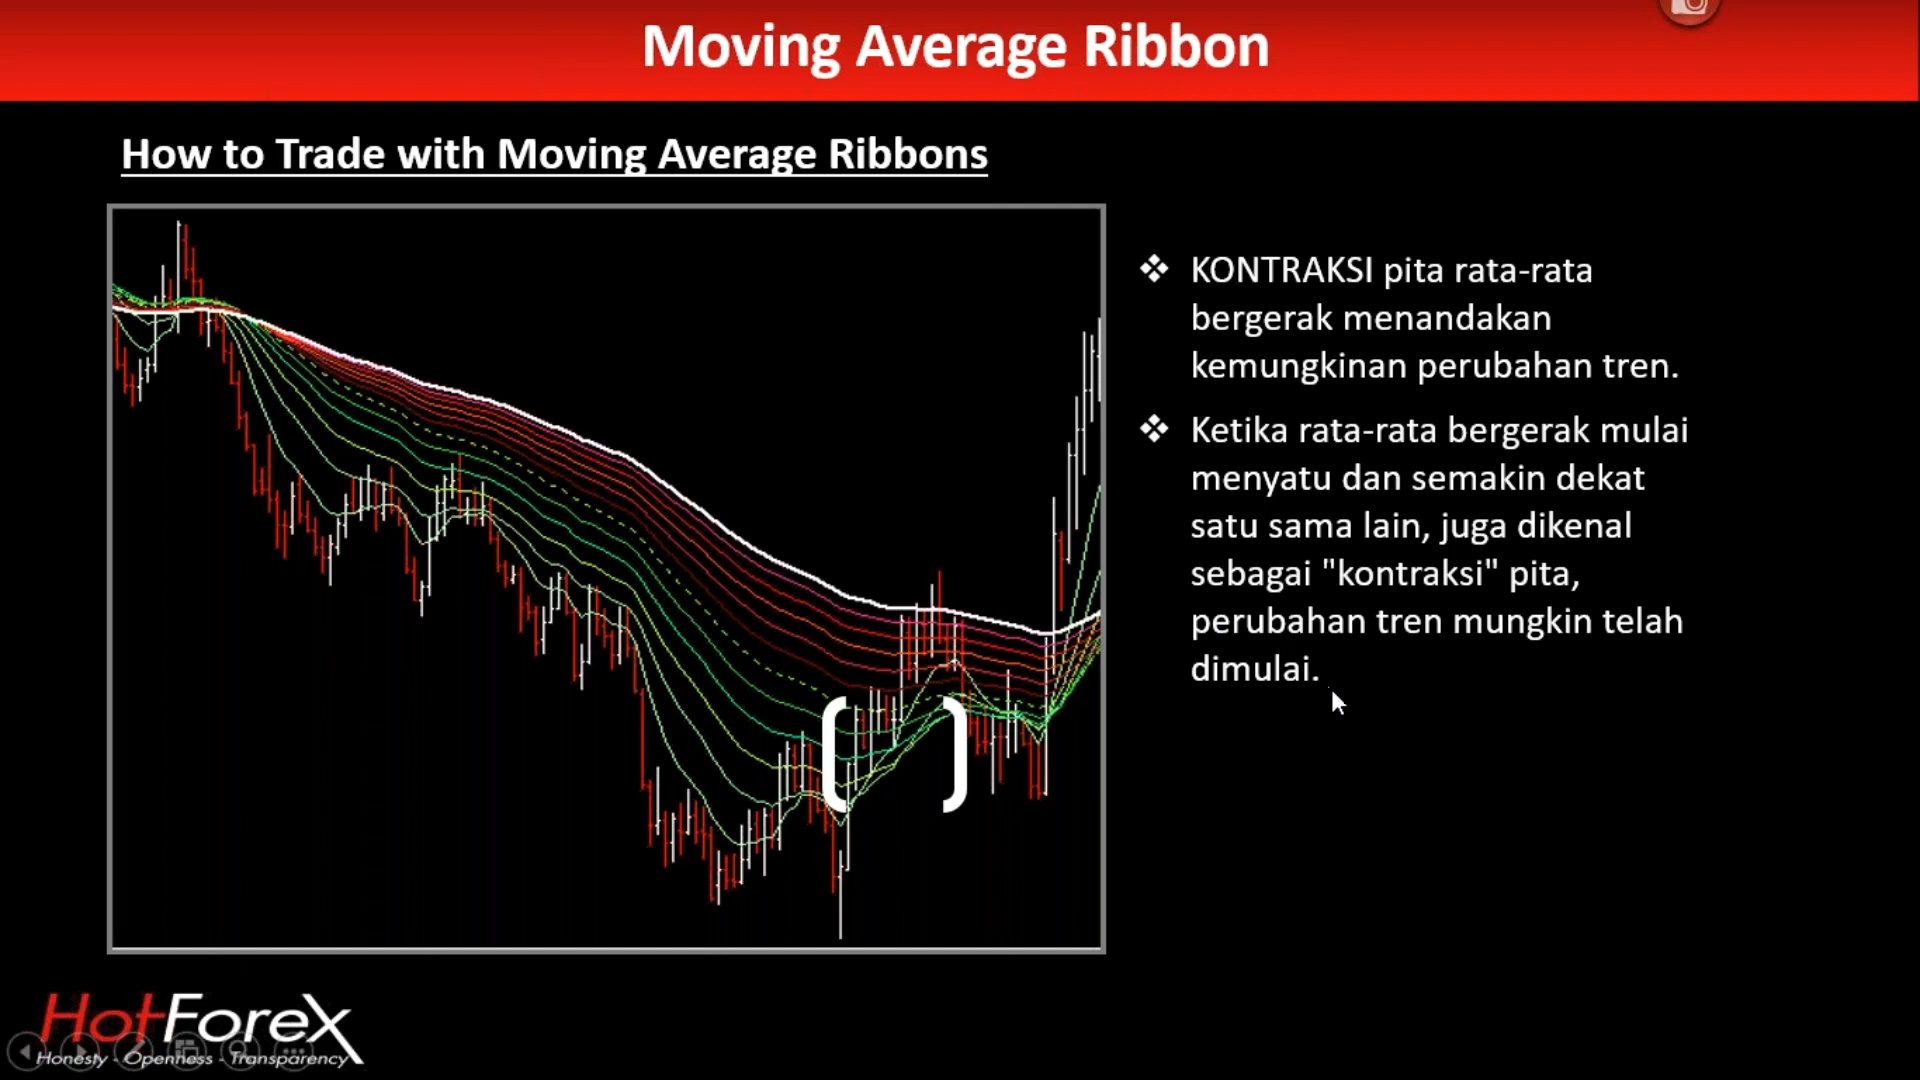 Moving Average Ribbon
How to Trade with Moving Average Ribbons
❖ KONTRAKSI pita rata-rata
bergerak menandakan
kemungkinan perubahan tren.
❖ Ketika rata-rata bergerak mulai
menyatu dan semakin dekat
satu sama lain, juga dikenal
sebagai "kontraksi" pita,
perubahan tren mungkin telah
dimulai.
HotForex
Honesty - Openness - Transparency